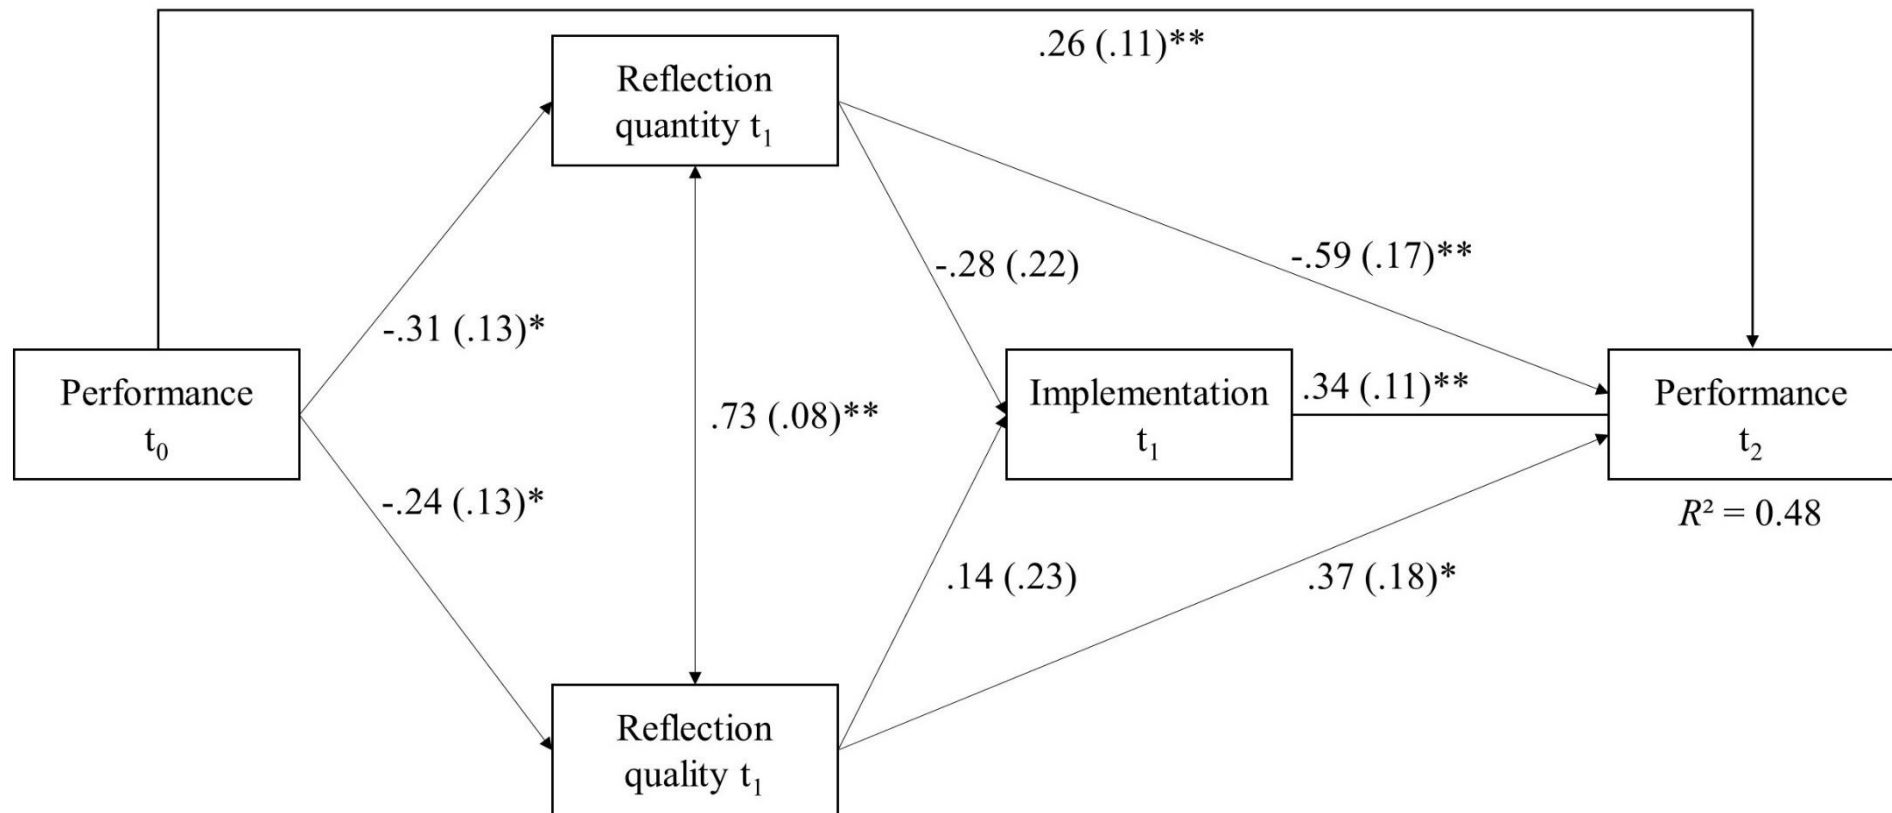 .26 (.11)**
Reflection
quantity t₁
-.28 (.22)
-.59 (.17)**
-.31 (.13)*
Performance
t₀
.73 (.08)**
Implementation
t₁
.34 (.11)**
Performance
t₂
R² = 0.48
-.24 (.13)*
.14 (.23)
.37 (.18)*
Reflection
quality t₁